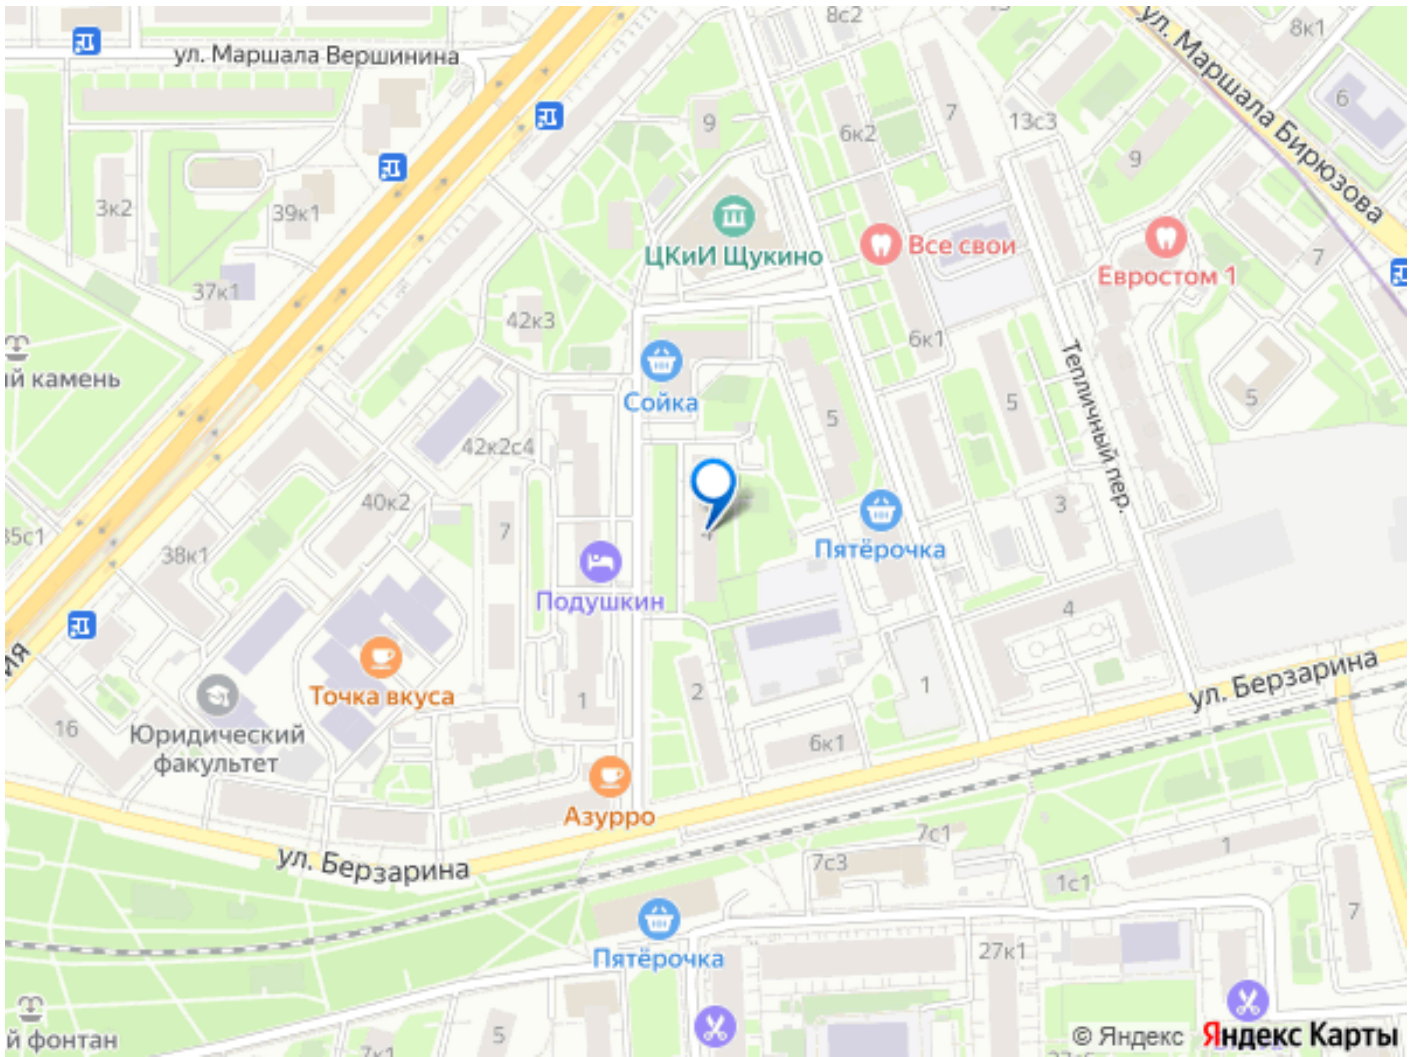 8с2
ул. Маршала Бирюзова
8к1
ул. Маршала Вершинина
6
9
6к2
7
13с3
9
3к2
39к1
ЦКиИ Щукино
Все свои
7
Евростом 1
37к1
42к3
6к1
Тепличный пер.
й камень
Сойка
5
5
5
42к2с4
40к2
7
4
3
35с1
38к1
Пятёрочка
Подушкин
4
ия
Точка вкуса
1
2
1
ул. Берзарина
16
Юридический
факультет
6к1
Азурро
ул. Берзарина
7с1
7с3
1
1с1
7
Пятёрочка
27к1
й фонтан
5
7к1
© Яндекс Яндекс Карты